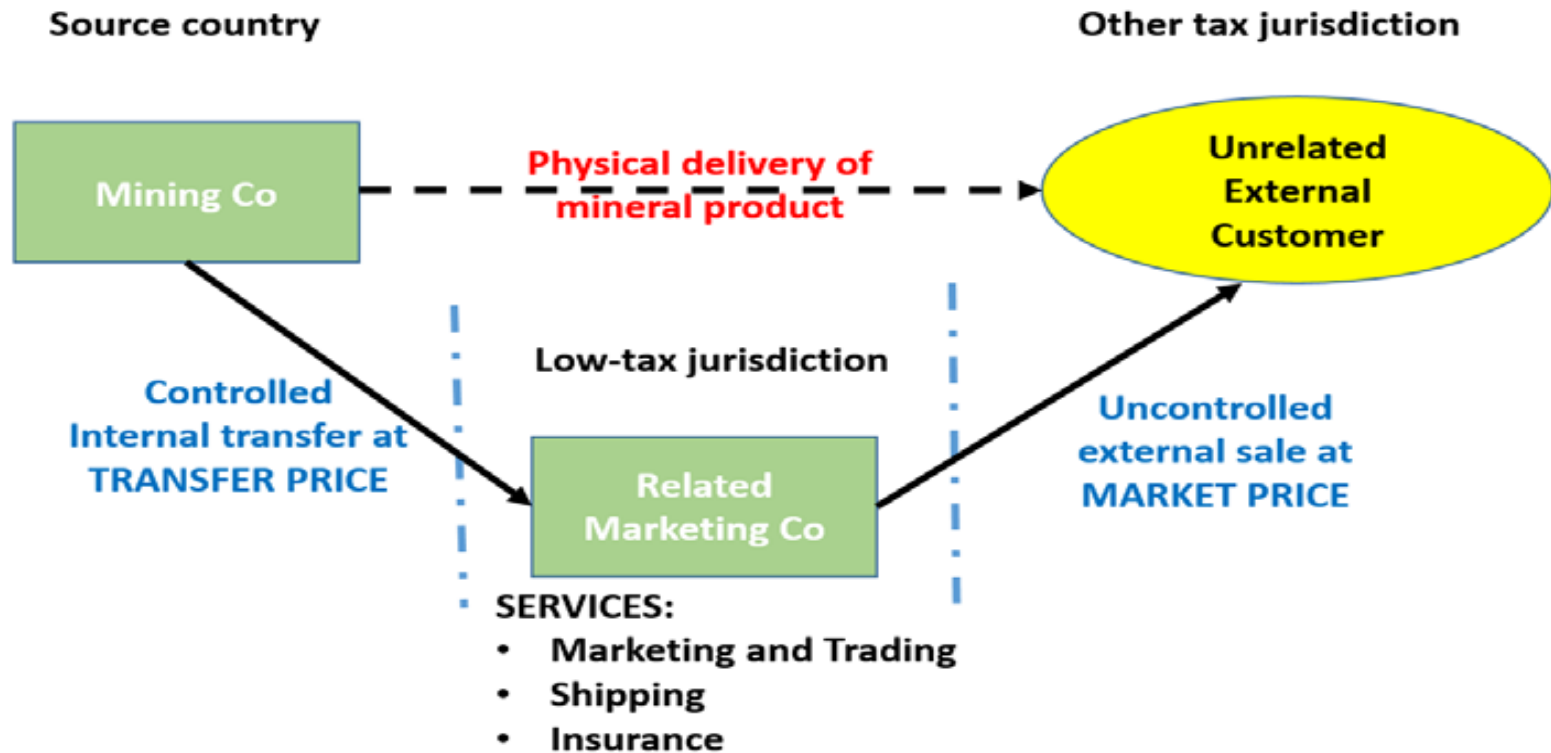 Source country
Other tax jurisdiction
Mining Co
Physical delivery of
mineral product
Unrelated
External
Customer
Low-tax jurisdiction
Controlled
Internal transfer at
TRANSFER PRICE
Related
Marketing Co
Uncontrolled
external sale at
MARKET PRICE
SERVICES:
• Marketing and Trading
• Shipping
• Insurance